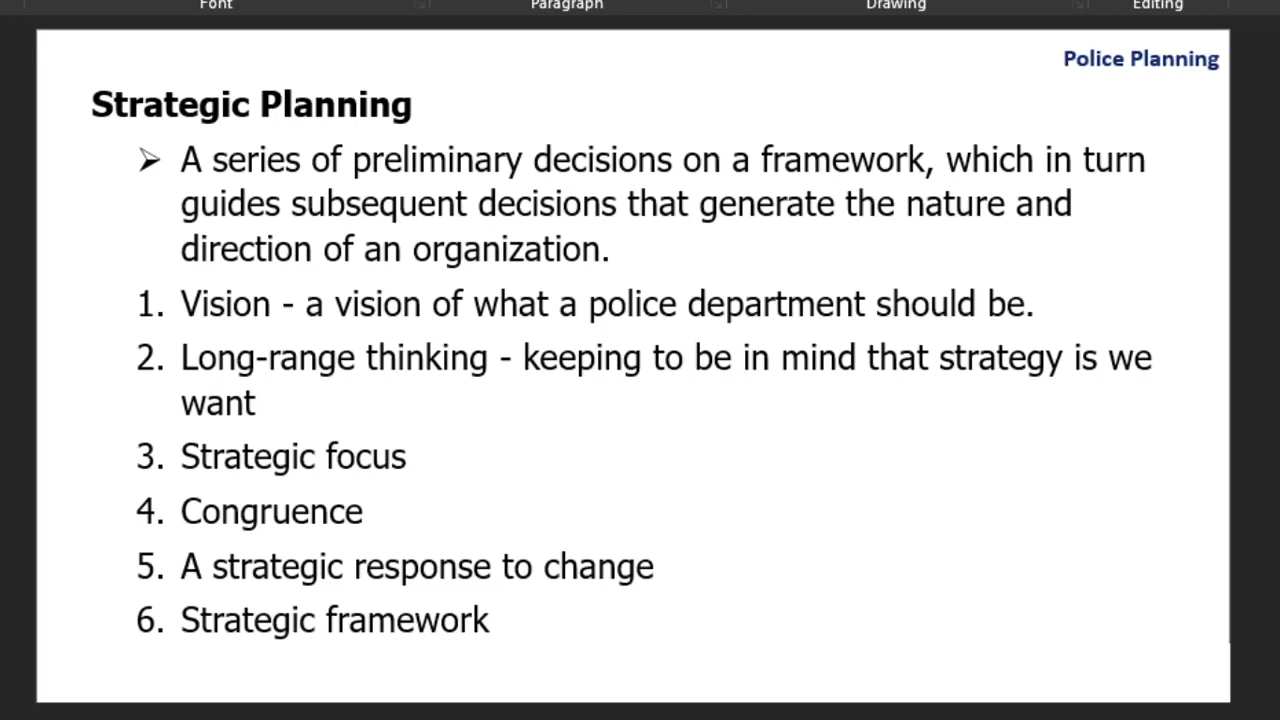 Font Paragraph Drawing Editing
Police Planning
Strategic Planning
➢ A series of preliminary decisions on a framework, which in turn
guides subsequent decisions that generate the nature and
direction of an organization.
1. Vision - a vision of what a police department should be.
2. Long-range thinking - keeping to be in mind that strategy is we
want
3. Strategic focus
4. Congruence
5. A strategic response to change
6. Strategic framework